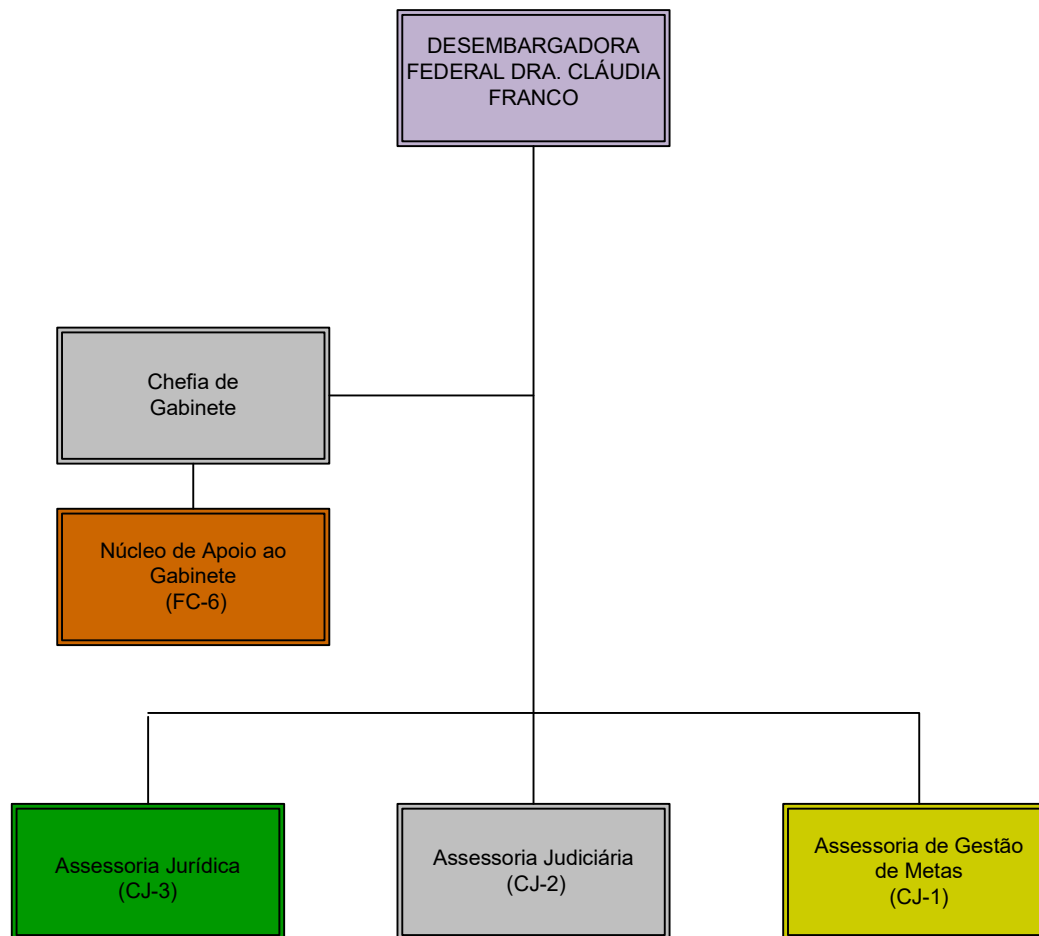 DESEMBARGADORA
FEDERAL DRA. CLÁUDIA
FRANCO
Chefia de
Gabinete
Núcleo de Apoio ao
Gabinete
(FC-6)
Assessoria Jurídica
(CJ-3)
Assessoria Judiciária
(CJ-2)
Assessoria de Gestão
de Metas
(CJ-1)